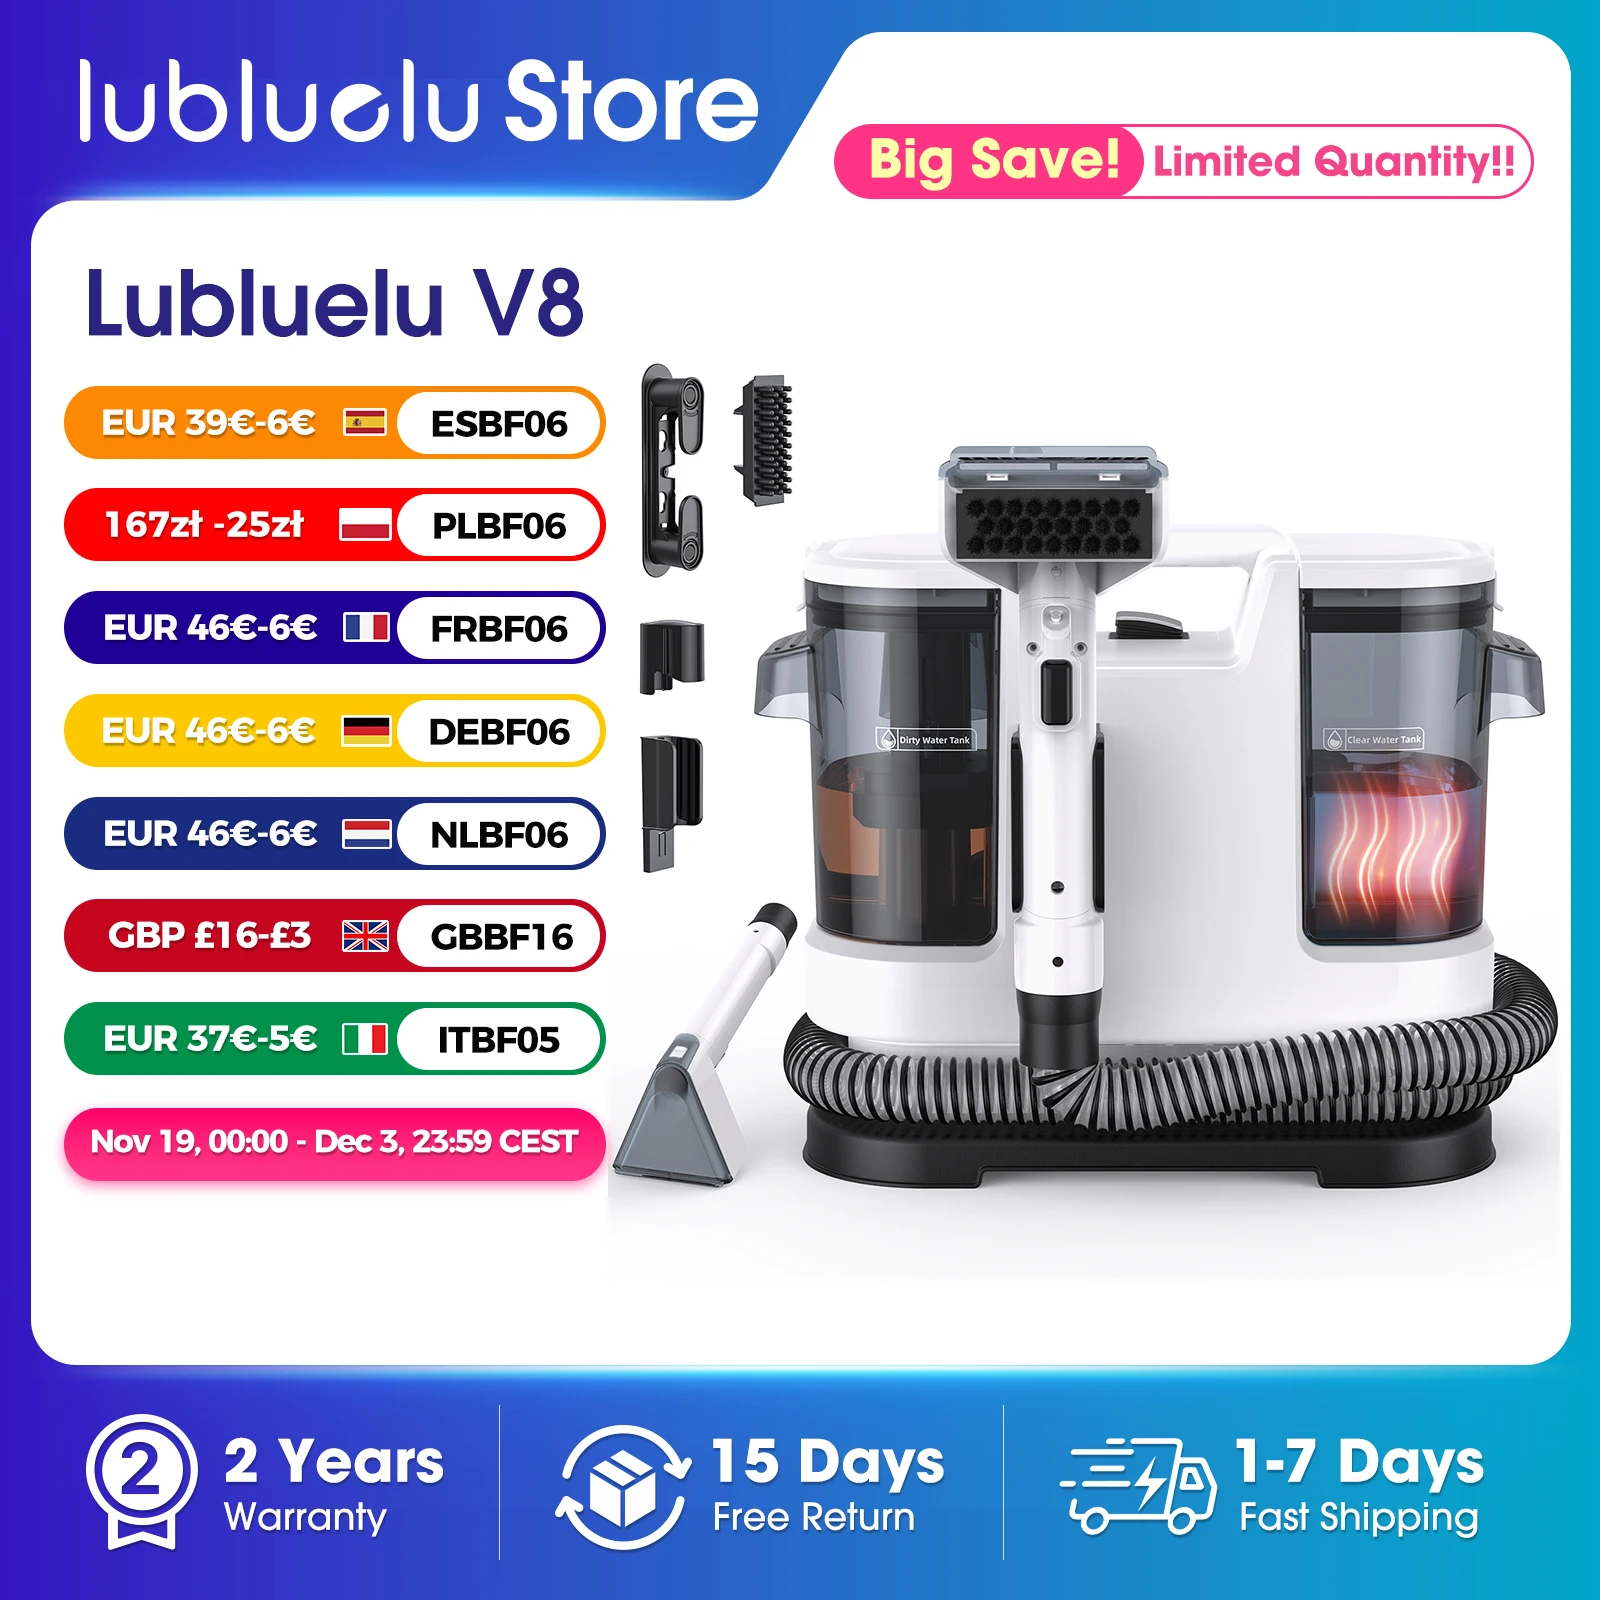 lubluelu Store
Big Save! Limited Quantity!!
Lubluelu V8
EUR 39€-6€ ESBF06
167zł -25zł PLBF06
EUR 46€-6€ FRBF06
EUR 46€-6€ DEBF06
EUR 46€-6€ NLBF06
GBP £16-£3 GBBF16
EUR 37€-5€ ITBF05
Nov 19, 00:00 - Dec 3, 23:59 CEST
Dirty Water Tank
Clear Water Tank
2
2 Years
Warranty
15 Days
Free Return
1-7 Days
Fast Shipping